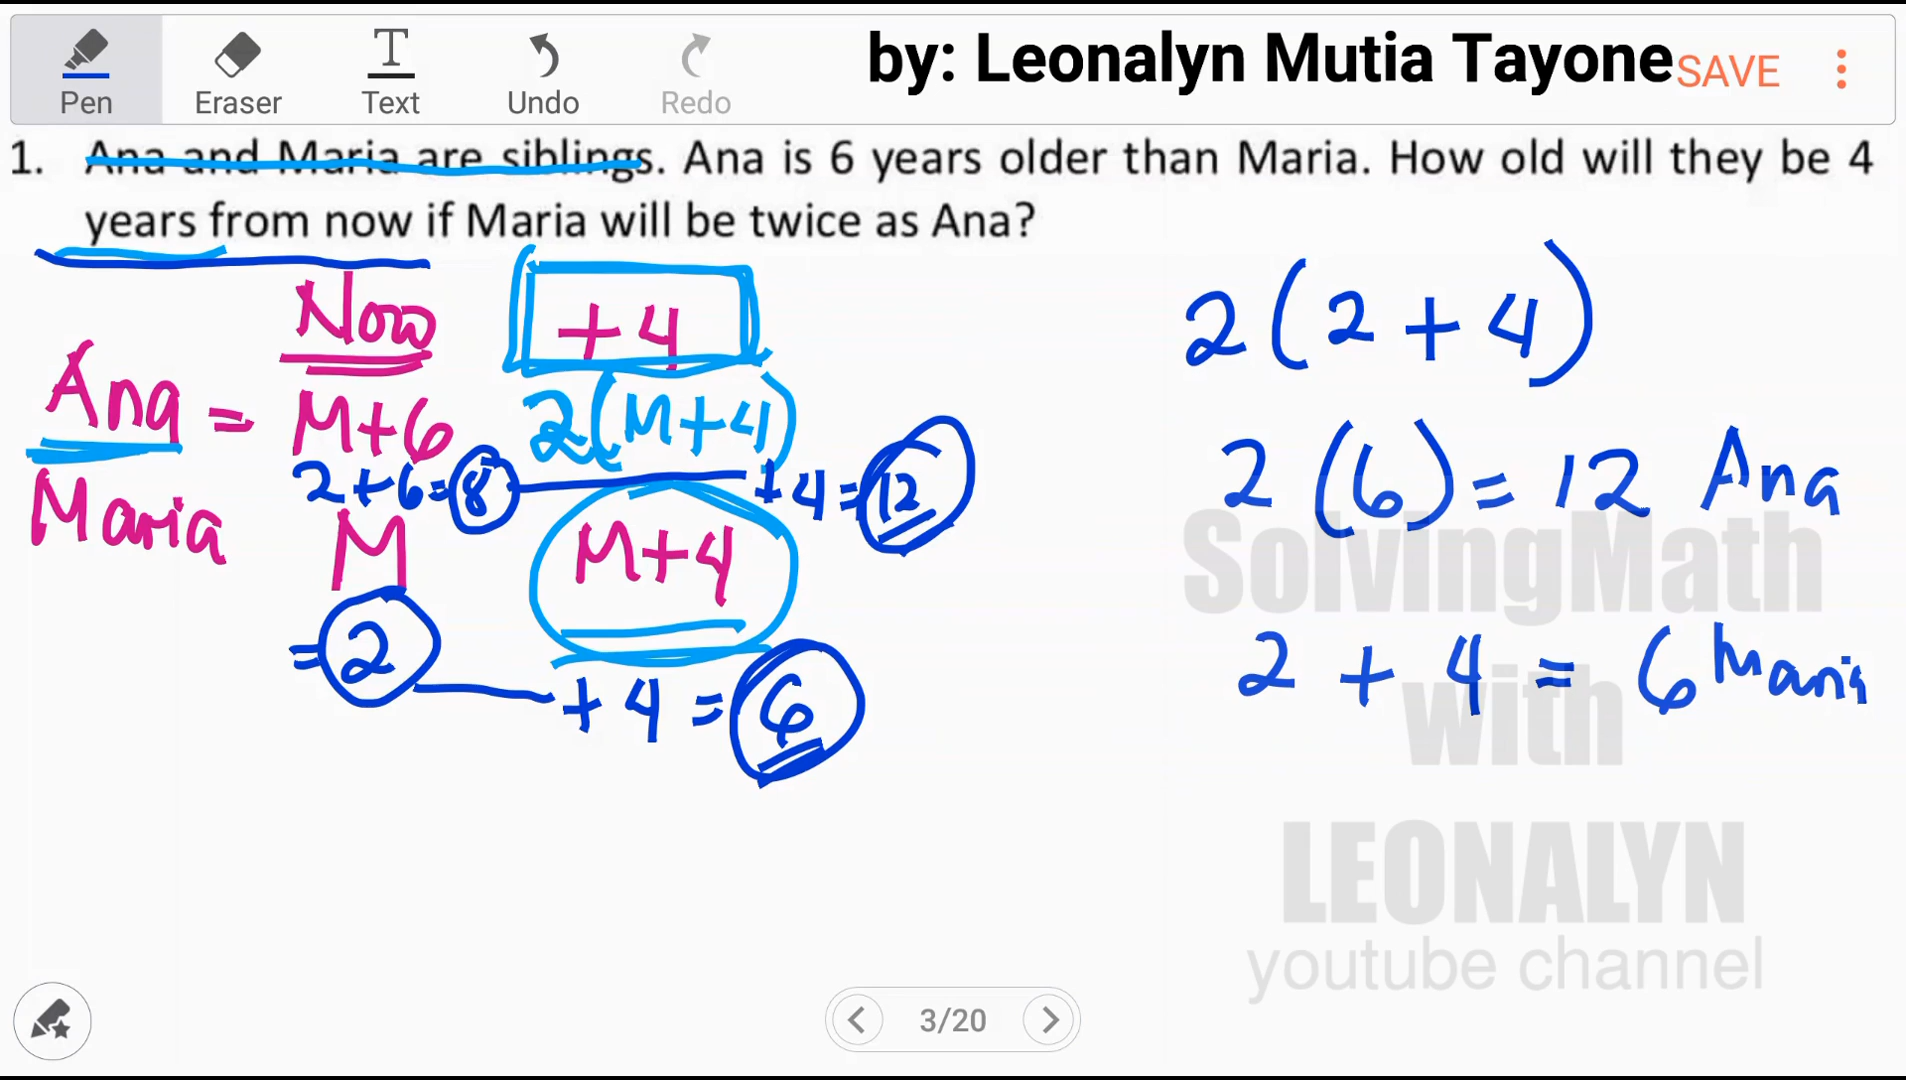 Pen
Eraser
Text
Undo
Redo
by: Leonalyn Mutia Tayone
SAVE
1. Ana and Maria are siblings. Ana is 6 years older than Maria. How old will they be 4
years from now if Maria will be twice as Ana?
Now
+ 4
Ana = M+6
2(M+4)
2+6=8
+4=12
Maria
M
M+4
=2
+ 4 = 6
2(2+4)
2(6)=12 Ana
2 + 4 = 6 Maria
SolvingMath
with
LEONALYN
youtube channel
3/20